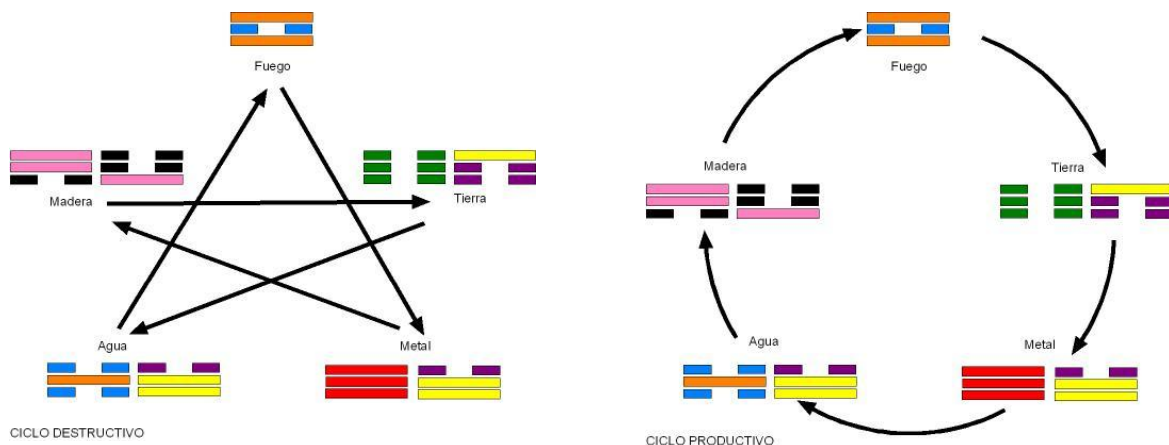 Fuego
Madera
Tierra
Agua
Metal
CICLO DESTRUCTIVO
Fuego
Madera
Tierra
Agua
Metal
CICLO PRODUCTIVO